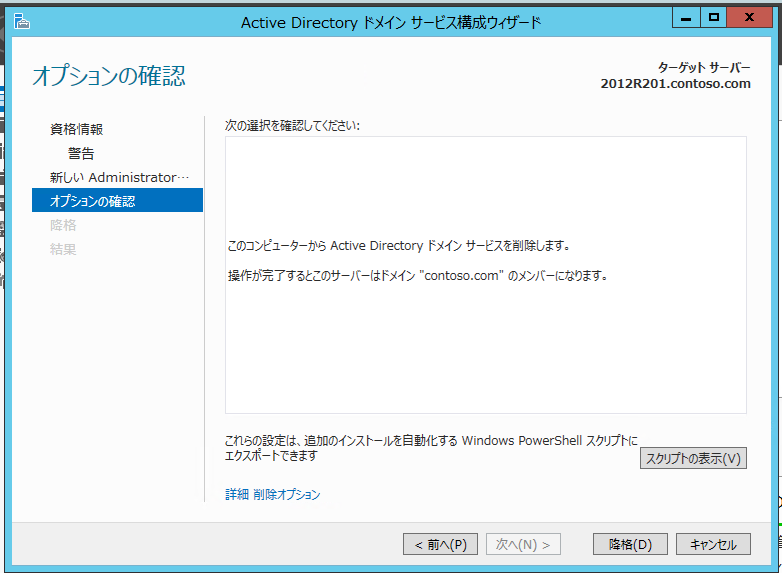 Active Directory ドメイン サービス構成ウィザード
オプションの確認
ターゲット サーバー
2012R201.contoso.com
資格情報
警告
新しい Administrator…
オプションの確認
降格
結果
次の選択を確認してください:
このコンピューターから Active Directory ドメイン サービスを削除します。
操作が完了するとこのサーバーはドメイン "contoso.com" のメンバーになります。
これらの設定は、追加のインストールを自動化する Windows PowerShell スクリプトに
エクスポートできます
スクリプトの表示(V)
詳細 削除オプション
< 前へ(P)
次へ(N) >
降格(D)
キャンセル